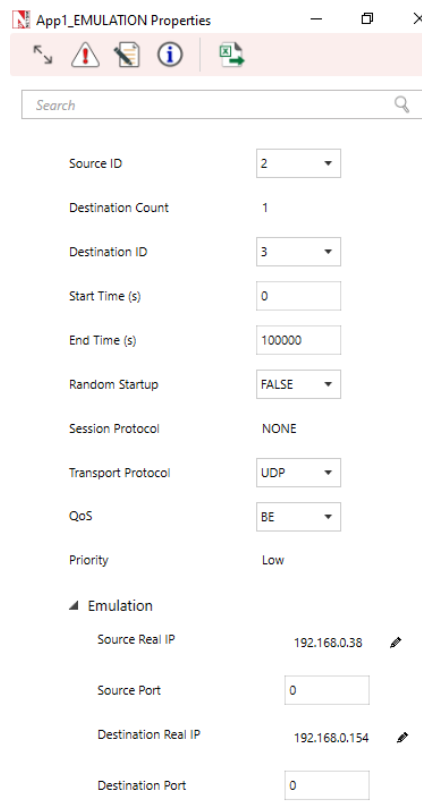 App1_EMULATION Properties
Search
Source ID 2
Destination Count 1
Destination ID 3
Start Time (s) 0
End Time (s) 100000
Random Startup FALSE
Session Protocol NONE
Transport Protocol UDP
QoS BE
Priority Low
Emulation
Source Real IP 192.168.0.38
Source Port 0
Destination Real IP 192.168.0.154
Destination Port 0